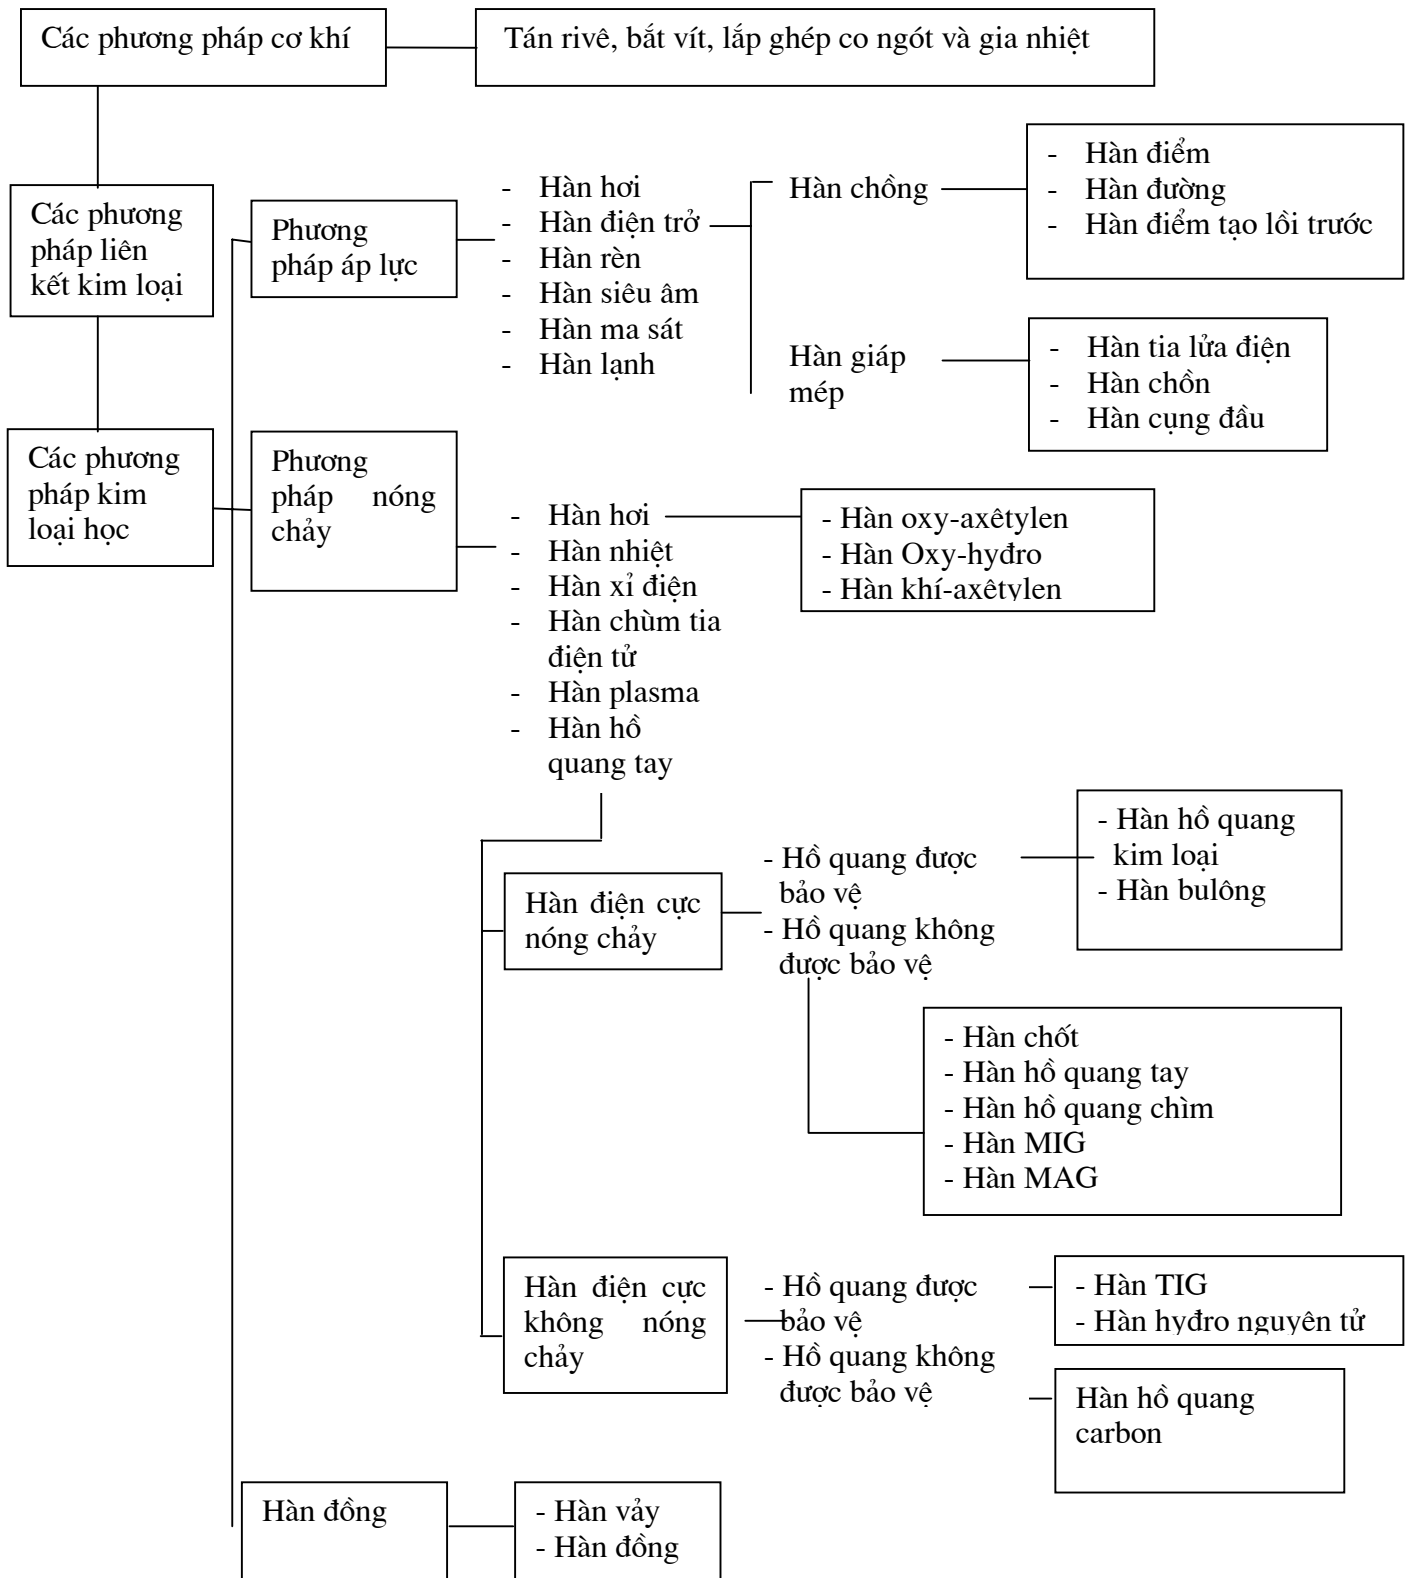 Các phương pháp cơ khí
Tán rivê, bắt vít, lắp ghép co ngót và gia nhiệt
Các phương
pháp liên
kết kim loại
Phương
pháp áp lực
- Hàn hơi
- Hàn điện trở
- Hàn rèn
- Hàn siêu âm
- Hàn ma sát
- Hàn lạnh
Hàn chồng
- Hàn điểm
- Hàn đường
- Hàn điểm tạo lồi trước
Hàn giáp
mép
- Hàn tia lửa điện
- Hàn chồn
- Hàn cụng đầu
Các phương
pháp kim
loại học
Phương
pháp nóng
chảy
- Hàn hơi
- Hàn nhiệt
- Hàn xỉ điện
- Hàn chùm tia
điện tử
- Hàn plasma
- Hàn hồ
quang tay
- Hàn oxy-axêtylen
- Hàn Oxy-hyđro
- Hàn khí-axêtylen
Hàn điện cực
nóng chảy
- Hồ quang được
bảo vệ
- Hồ quang không
được bảo vệ
- Hàn hồ quang
kim loại
- Hàn bulông
- Hàn chốt
- Hàn hồ quang tay
- Hàn hồ quang chìm
- Hàn MIG
- Hàn MAG
Hàn điện cực
không nóng
chảy
- Hồ quang được
bảo vệ
- Hồ quang không
được bảo vệ
- Hàn TIG
- Hàn hyđro nguyên tử
Hàn hồ quang
carbon
Hàn đồng
- Hàn vảy
- Hàn đồng